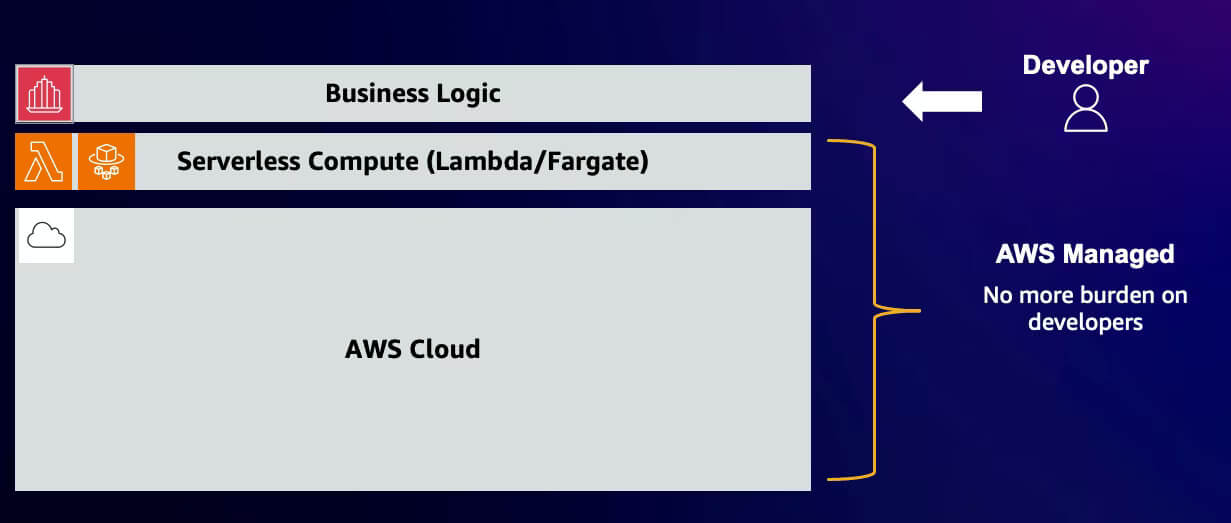 Developer
Business Logic
Serverless Compute (Lambda/Fargate)
AWS Managed
No more burden on
developers
AWS Cloud